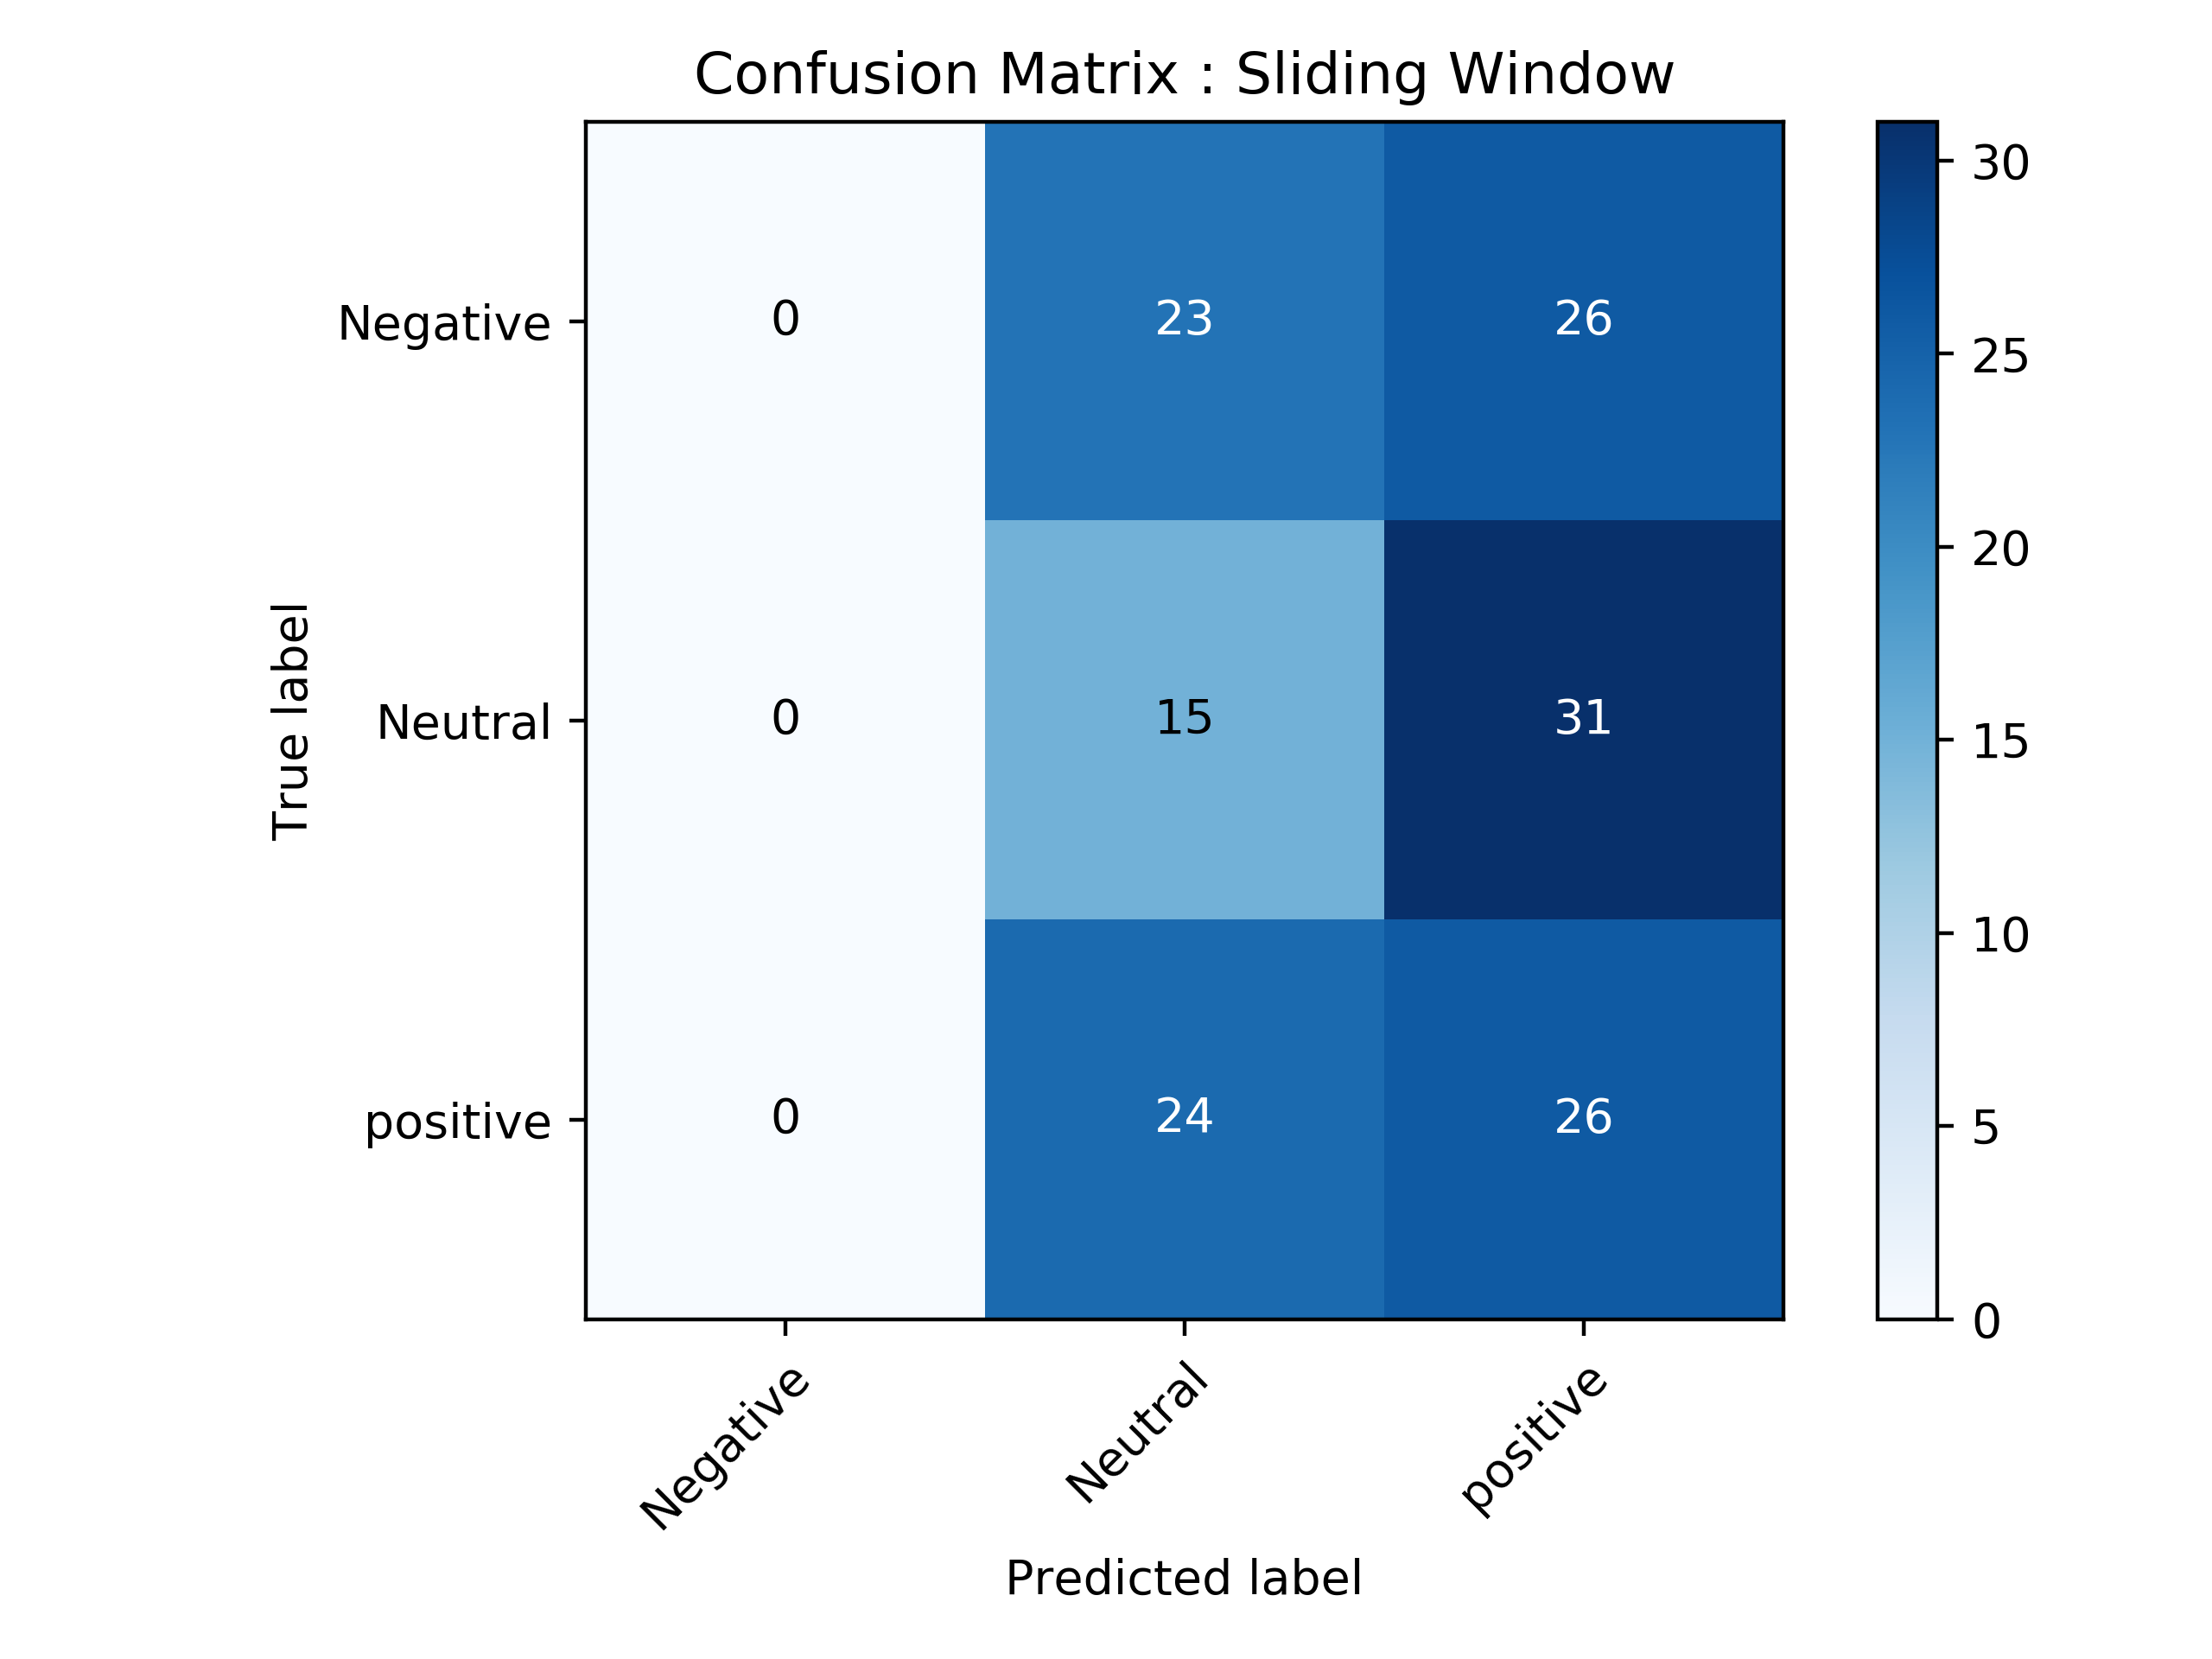 Confusion Matrix : Sliding Window
True label
Negative 0 23 26
Neutral 0 15 31
positive 0 24 26
Negative Neutral positive
Predicted label
30
25
20
15
10
5
0